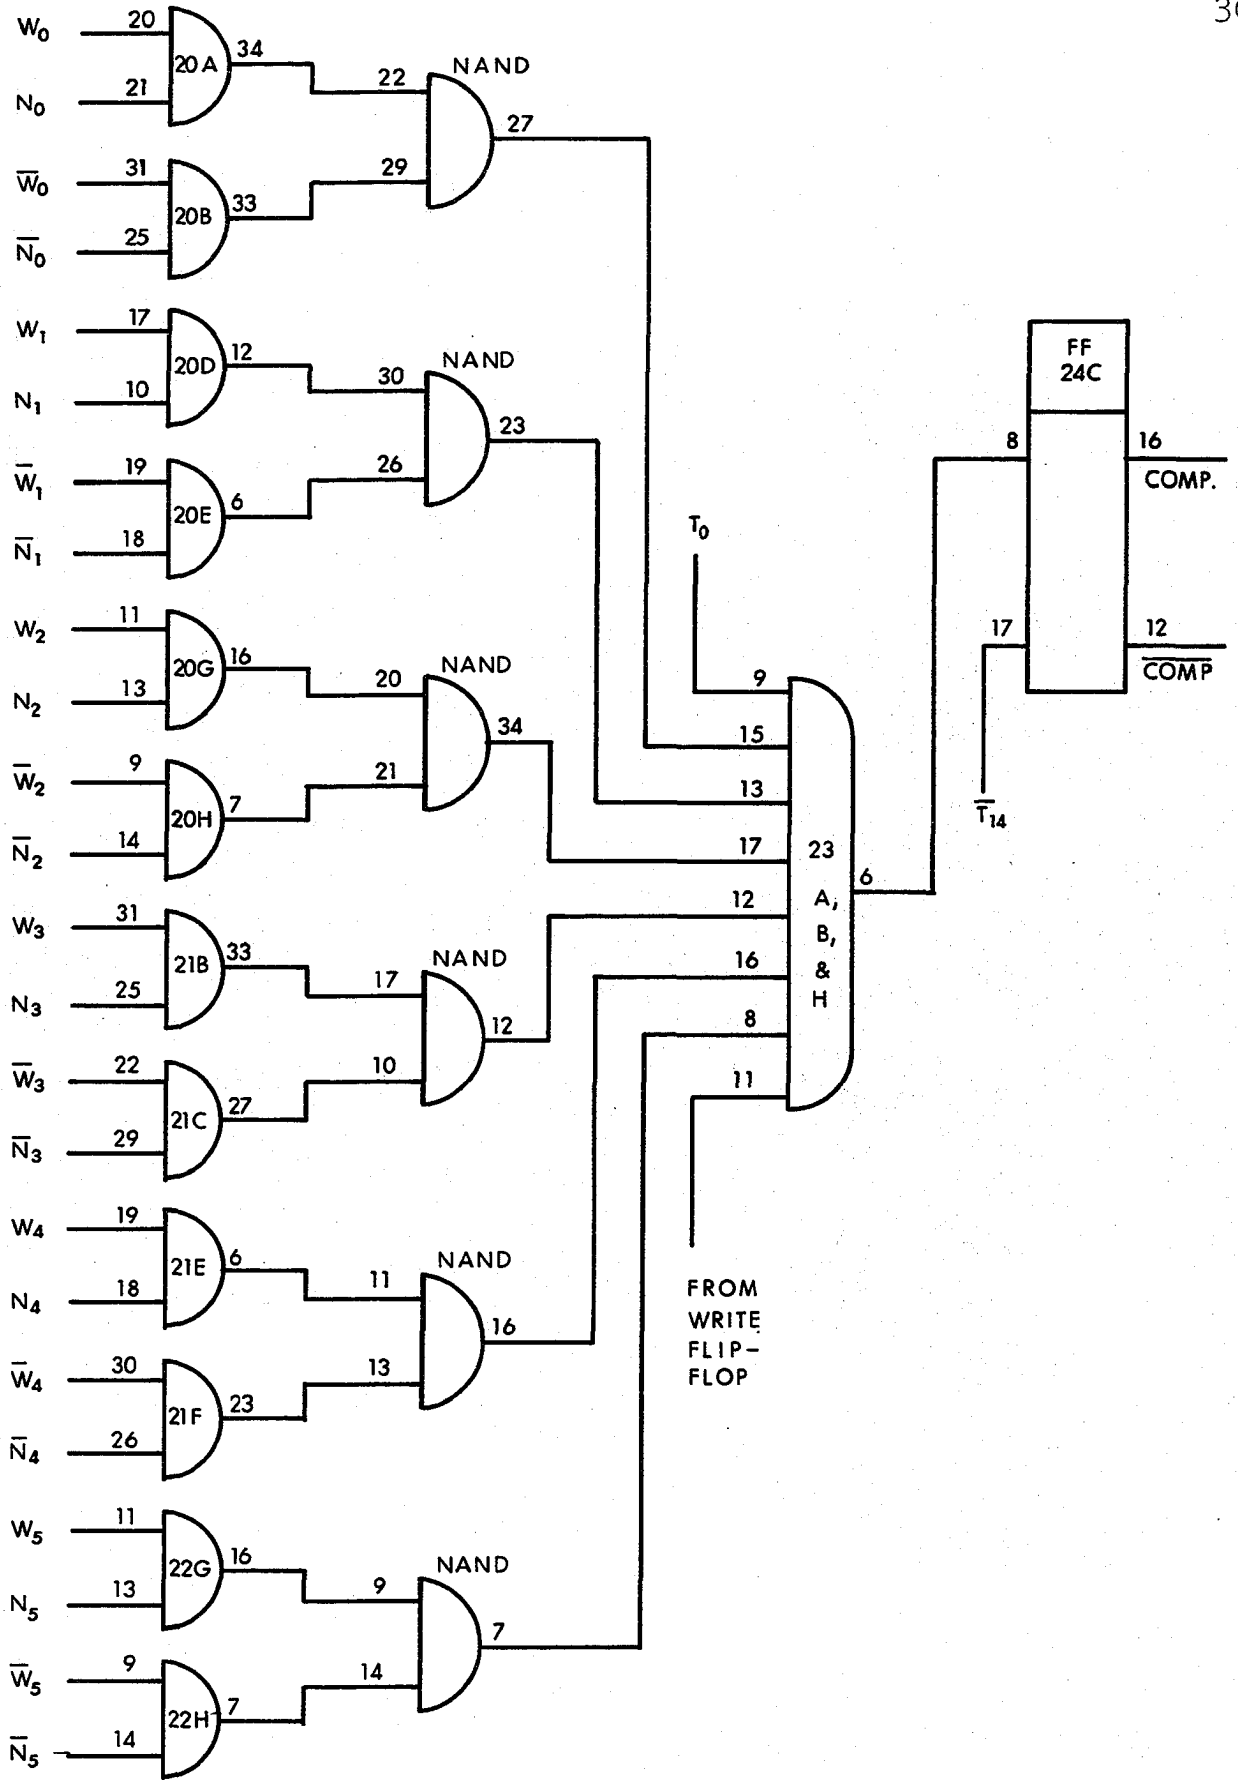 30
W₀ 20
20A 34
N₀ 21
22 NAND
27
W̅₀ 31
20B 33
29
N̅₀ 25
W₁ 17
20D 12
N₁ 10
30 NAND
23
W̅₁ 19
20E 6
26
N̅₁ 18
W₂ 11
20G 16
N₂ 13
20 NAND
34
W̅₂ 9
20H 7
21
N̅₂ 14
W₃ 31
21B 33
N₃ 25
17 NAND
12
W̅₃ 22
21C 27
10
N̅₃ 29
W₄ 19
21E 6
N₄ 18
11 NAND
16
W̅₄ 30
21F 23
13
N̅₄ 26
W₅ 11
22G 16
N₅ 13
9 NAND
7
W̅₅ 9
22H 7
14
N̅₅ 14
T₀
9
15
13
17
12
16
8
11
23
A,
B,
&
H
6
FROM
WRITE
FLIP-
FLOP
FF
24C
8
16
COMP.
17
12
C̅O̅M̅P̅
T̅₁₄